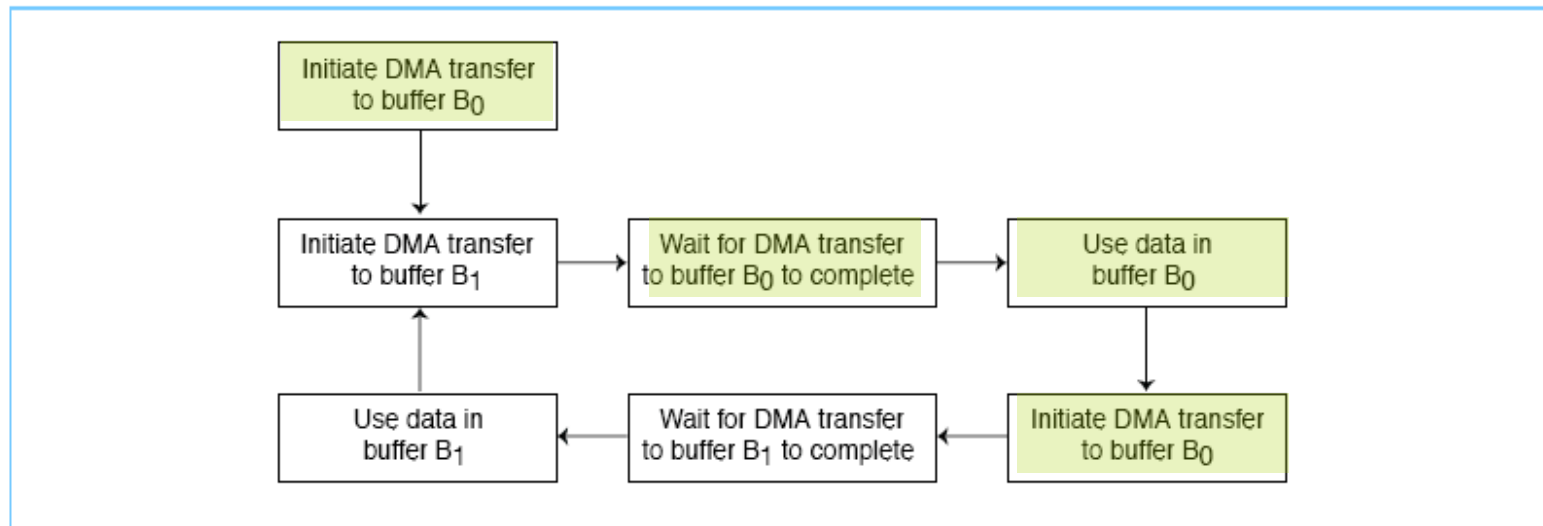 Initiate DMA transfer
to buffer B0
Initiate DMA transfer
to buffer B1
Wait for DMA transfer
to buffer B0 to complete
Use data in
buffer B0
Use data in
buffer B1
Wait for DMA transfer
to buffer B1 to complete
Initiate DMA transfer
to buffer B0